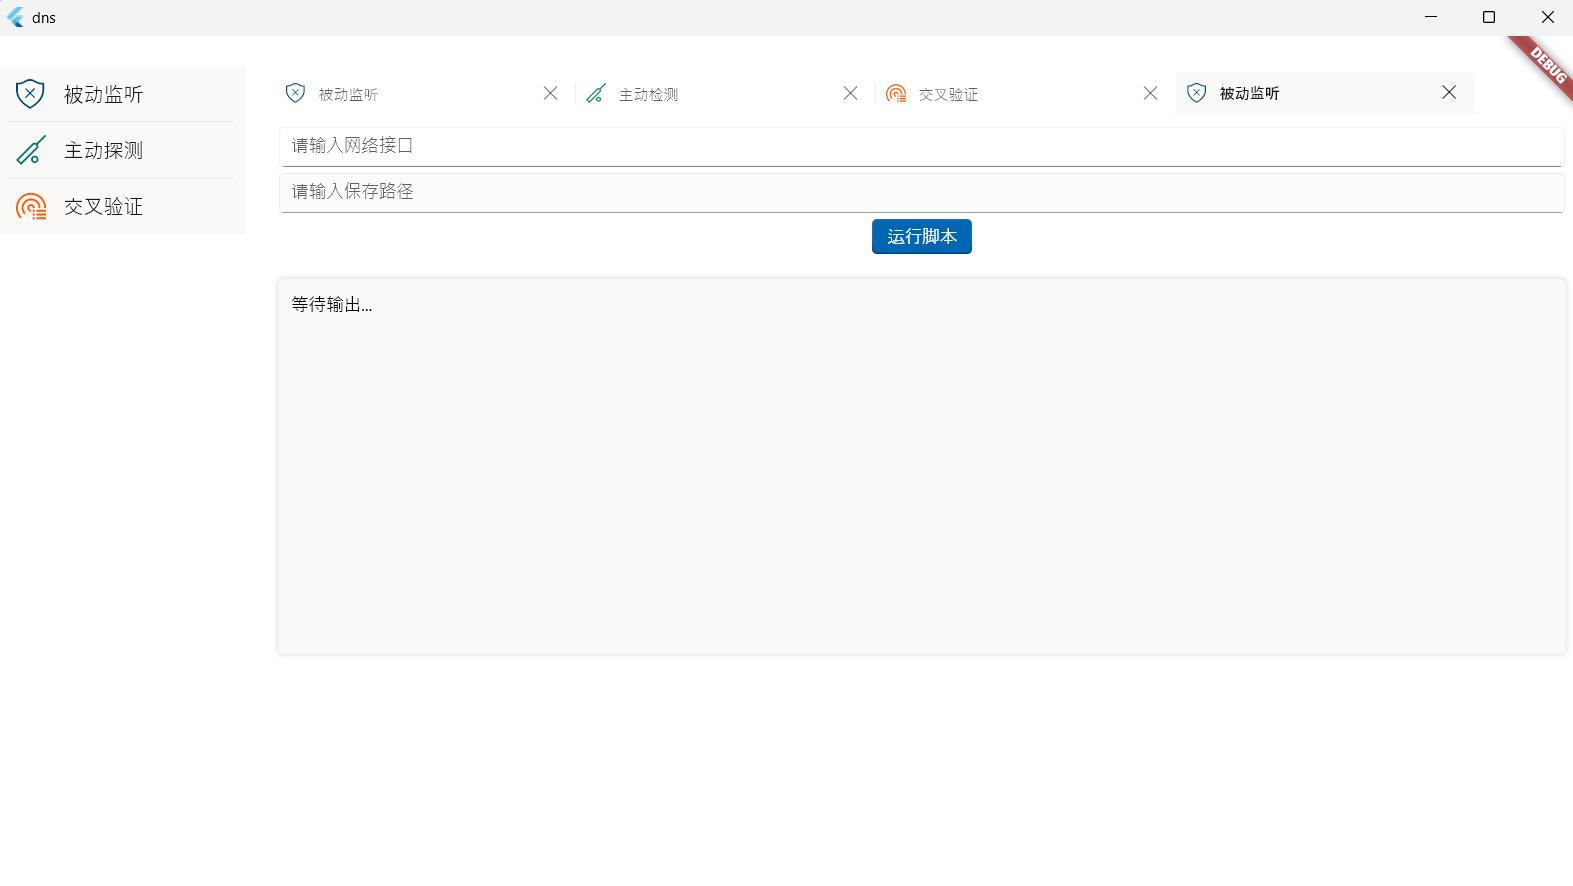 dns
DEBUG
被动监听
主动探测
交叉验证
被动监听
主动检测
交叉验证
被动监听
请输入网络接口
请输入保存路径
运行脚本
等待输出...